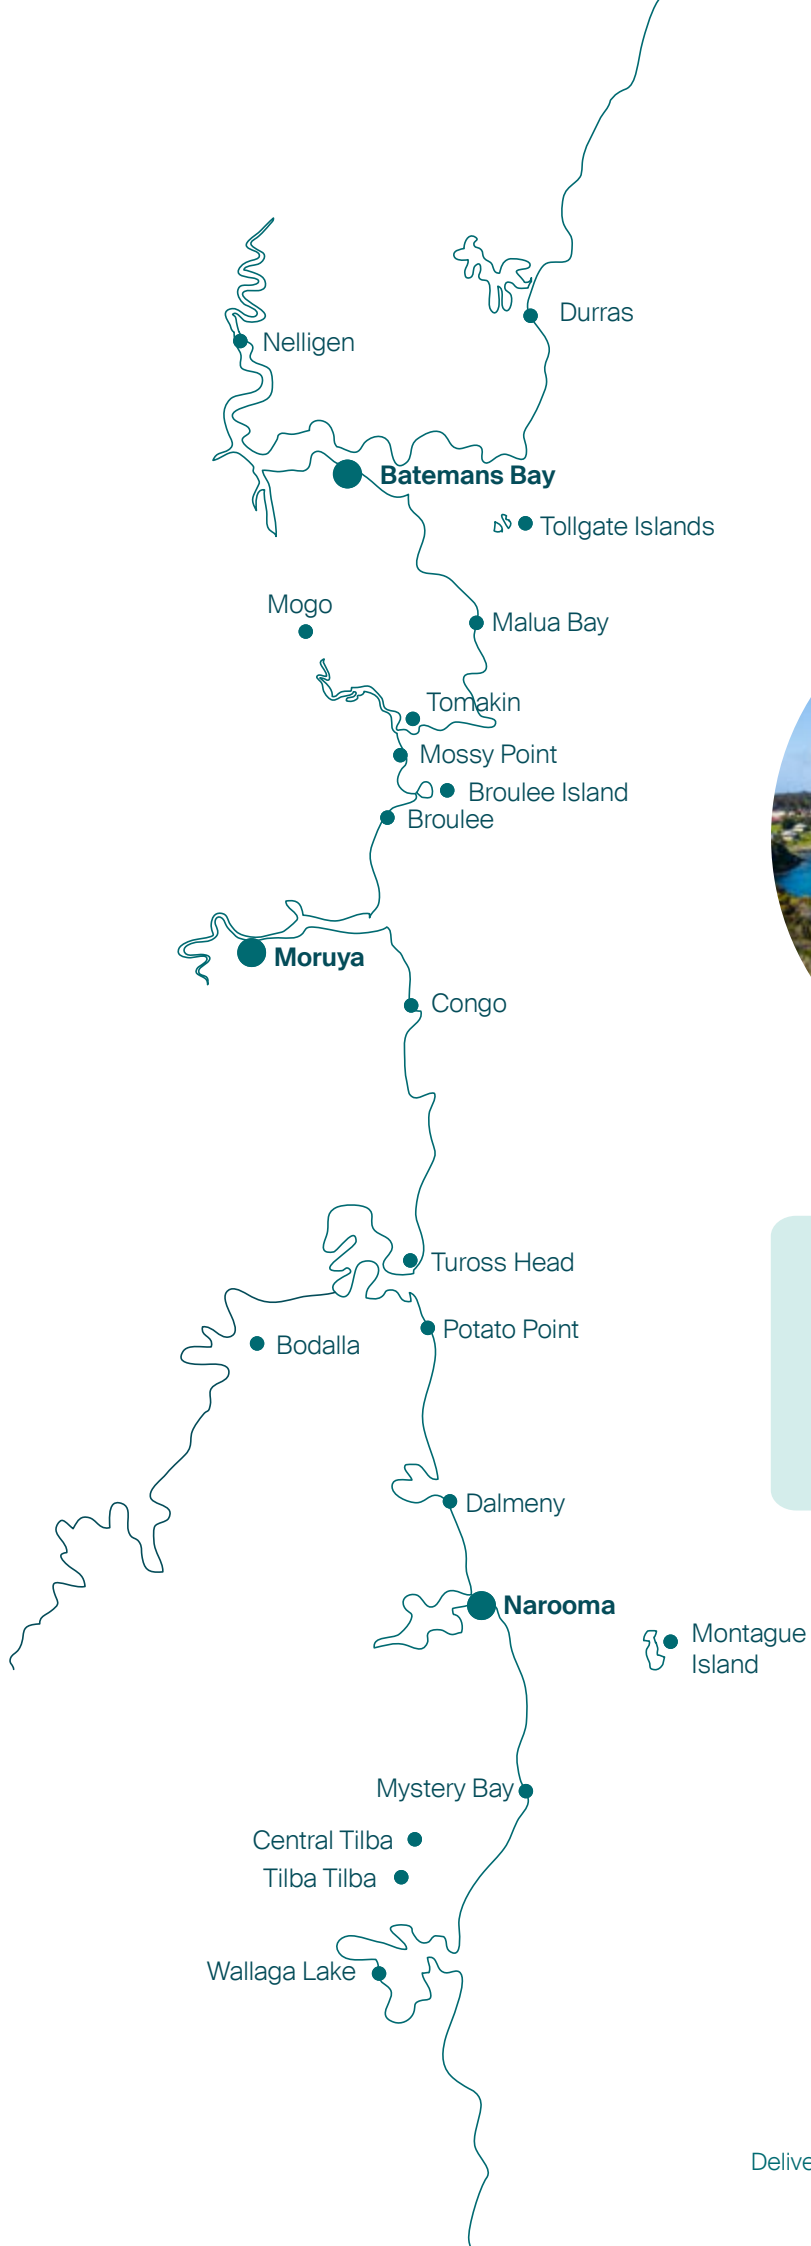 Durras
Nelligen
Batemans Bay
Tollgate Islands
Mogo
Malua Bay
Tomakin
Mossy Point
Broulee Island
Broulee
Moruya
Congo
Tuross Head
Potato Point
Bodalla
Dalmeny
Narooma
Montague
Island
Mystery Bay
Central Tilba
Tilba Tilba
Wallaga Lake
Delive